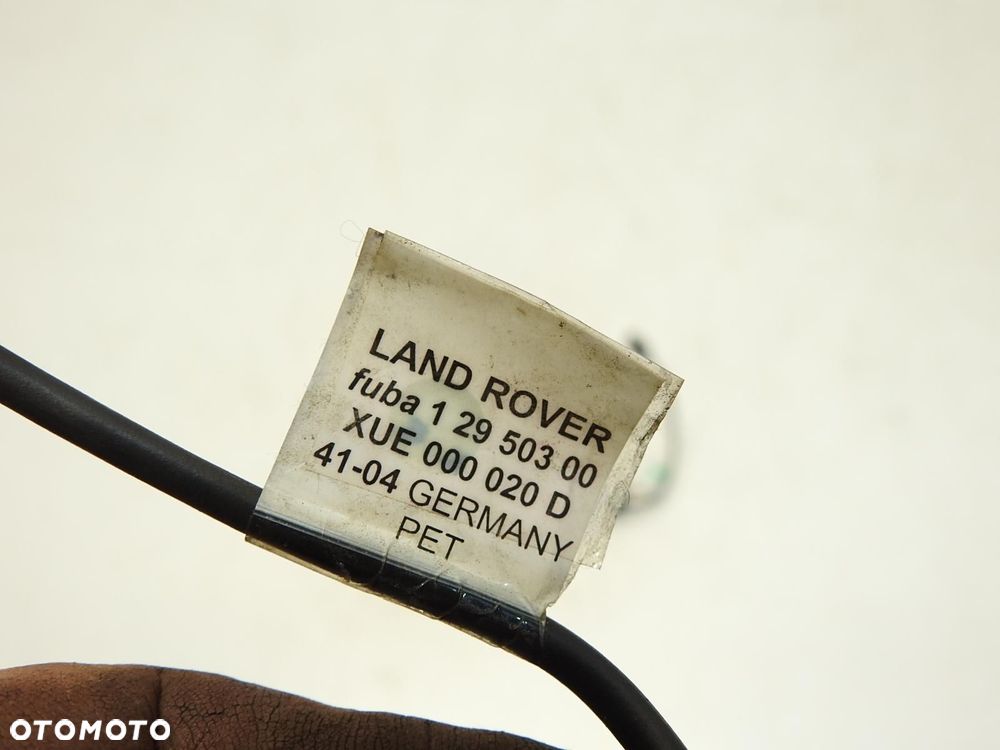 LAND ROVER
fuba 1 29 503 00
XUE 000 020 D
41-04 GERMANY
PET
OTOMOTO